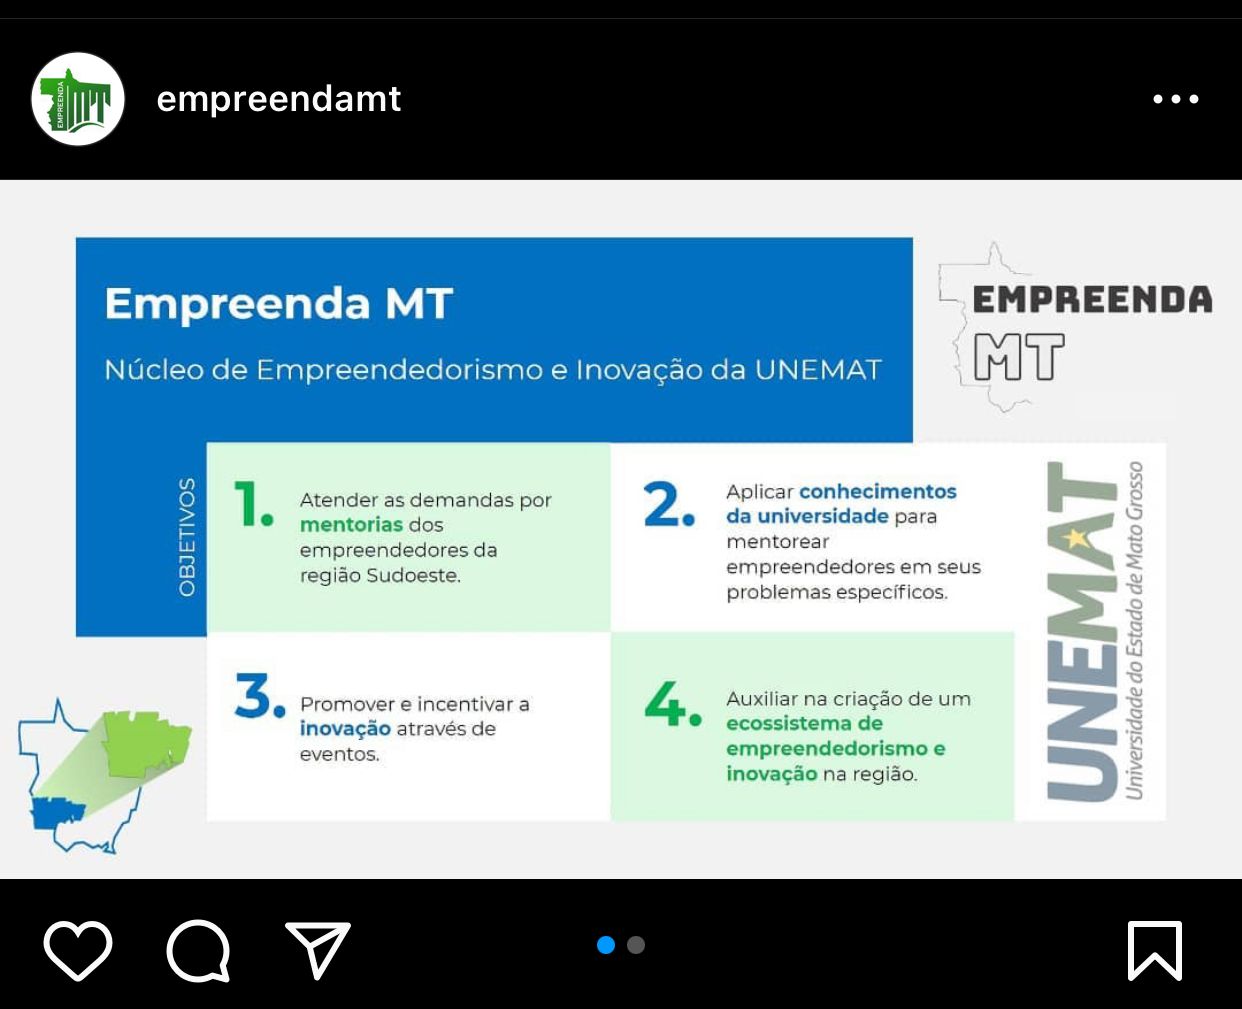 empreendamt
EMPREENDA
MT
Empreenda MT
Núcleo de Empreendedorismo e Inovação da UNEMAT
EMPREENDA
MT
OBJETIVOS
1.
Atender as demandas por
mentorias dos
empreendedores da
região Sudoeste.
2.
Aplicar conhecimentos
da universidade para
mentorear
empreendedores em seus
problemas específicos.
3.
Promover e incentivar a
inovação através de
eventos.
4.
Auxiliar na criação de um
ecossistema de
empreendedorismo e
inovação na região.
UNEMAT
Universidade do Estado de Mato Grosso